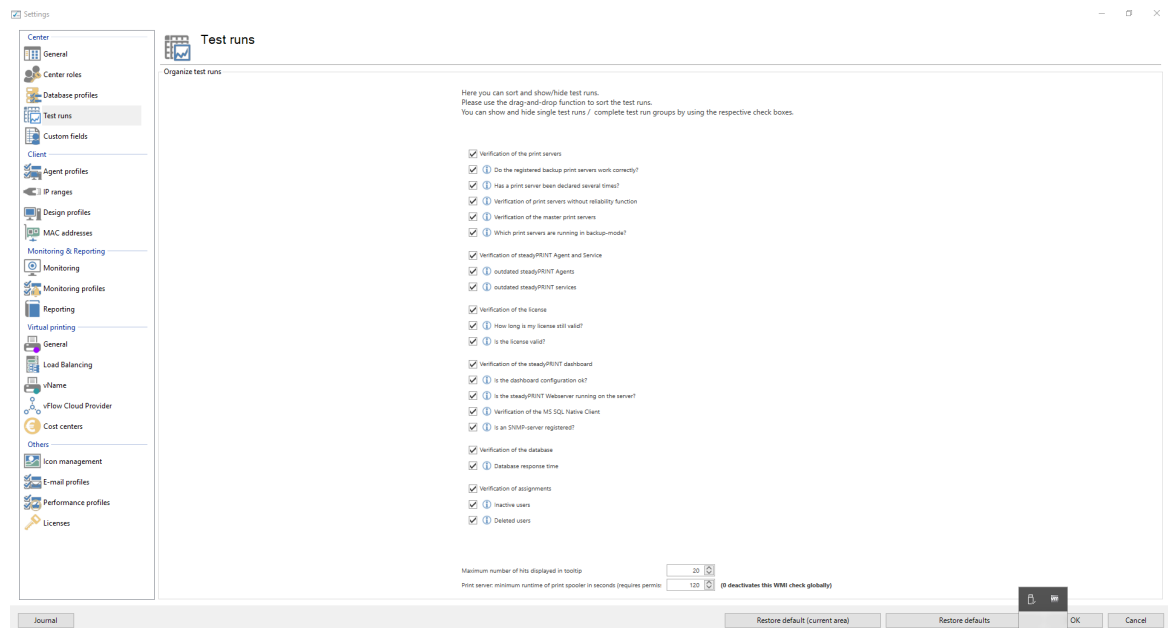 Settings
Center
General
Center roles
Database profiles
Test runs
Custom fields
Client
Agent profiles
IP ranges
Design profiles
MAC addresses
Monitoring & Reporting
Monitoring
Monitoring profiles
Reporting
Virtual printing
General
Load Balancing
vName
vFlow Cloud Provider
Cost centers
Others
Icon management
E-mail profiles
Performance profiles
Licenses
Test runs
Organize test runs
Here you can sort and show/hide test runs.
Please use the drag-and-drop function to sort the test runs.
You can show and hide single test runs / complete test run groups by using the respective check boxes.
Verification of the print servers
Do the registered backup print servers work correctly?
Has a print server been declared several times?
Verification of print servers without reliability function
Verification of the master print servers
Which print servers are running in backup-mode?
Verification of steadyPRINT Agent and Service
outdated steadyPRINT Agents
outdated steadyPRINT services
Verification of the license
How long is my license still valid?
Is the license valid?
Verification of the steadyPRINT dashboard
Is the dashboard configuration ok?
Is the steadyPRINT Webserver running on the server?
Verification of the MS SQL Native Client
Is an SNMP-server registered?
Verification of the database
Database response time
Verification of assignments
Inactive users
Deleted users
Maximum number of hits displayed in tooltip 20
Print server: minimum runtime of print spooler in seconds (requires permis: 120 (0 deactivates this WMI check globally)
Journal Restore default (current area) Restore defaults OK Cancel